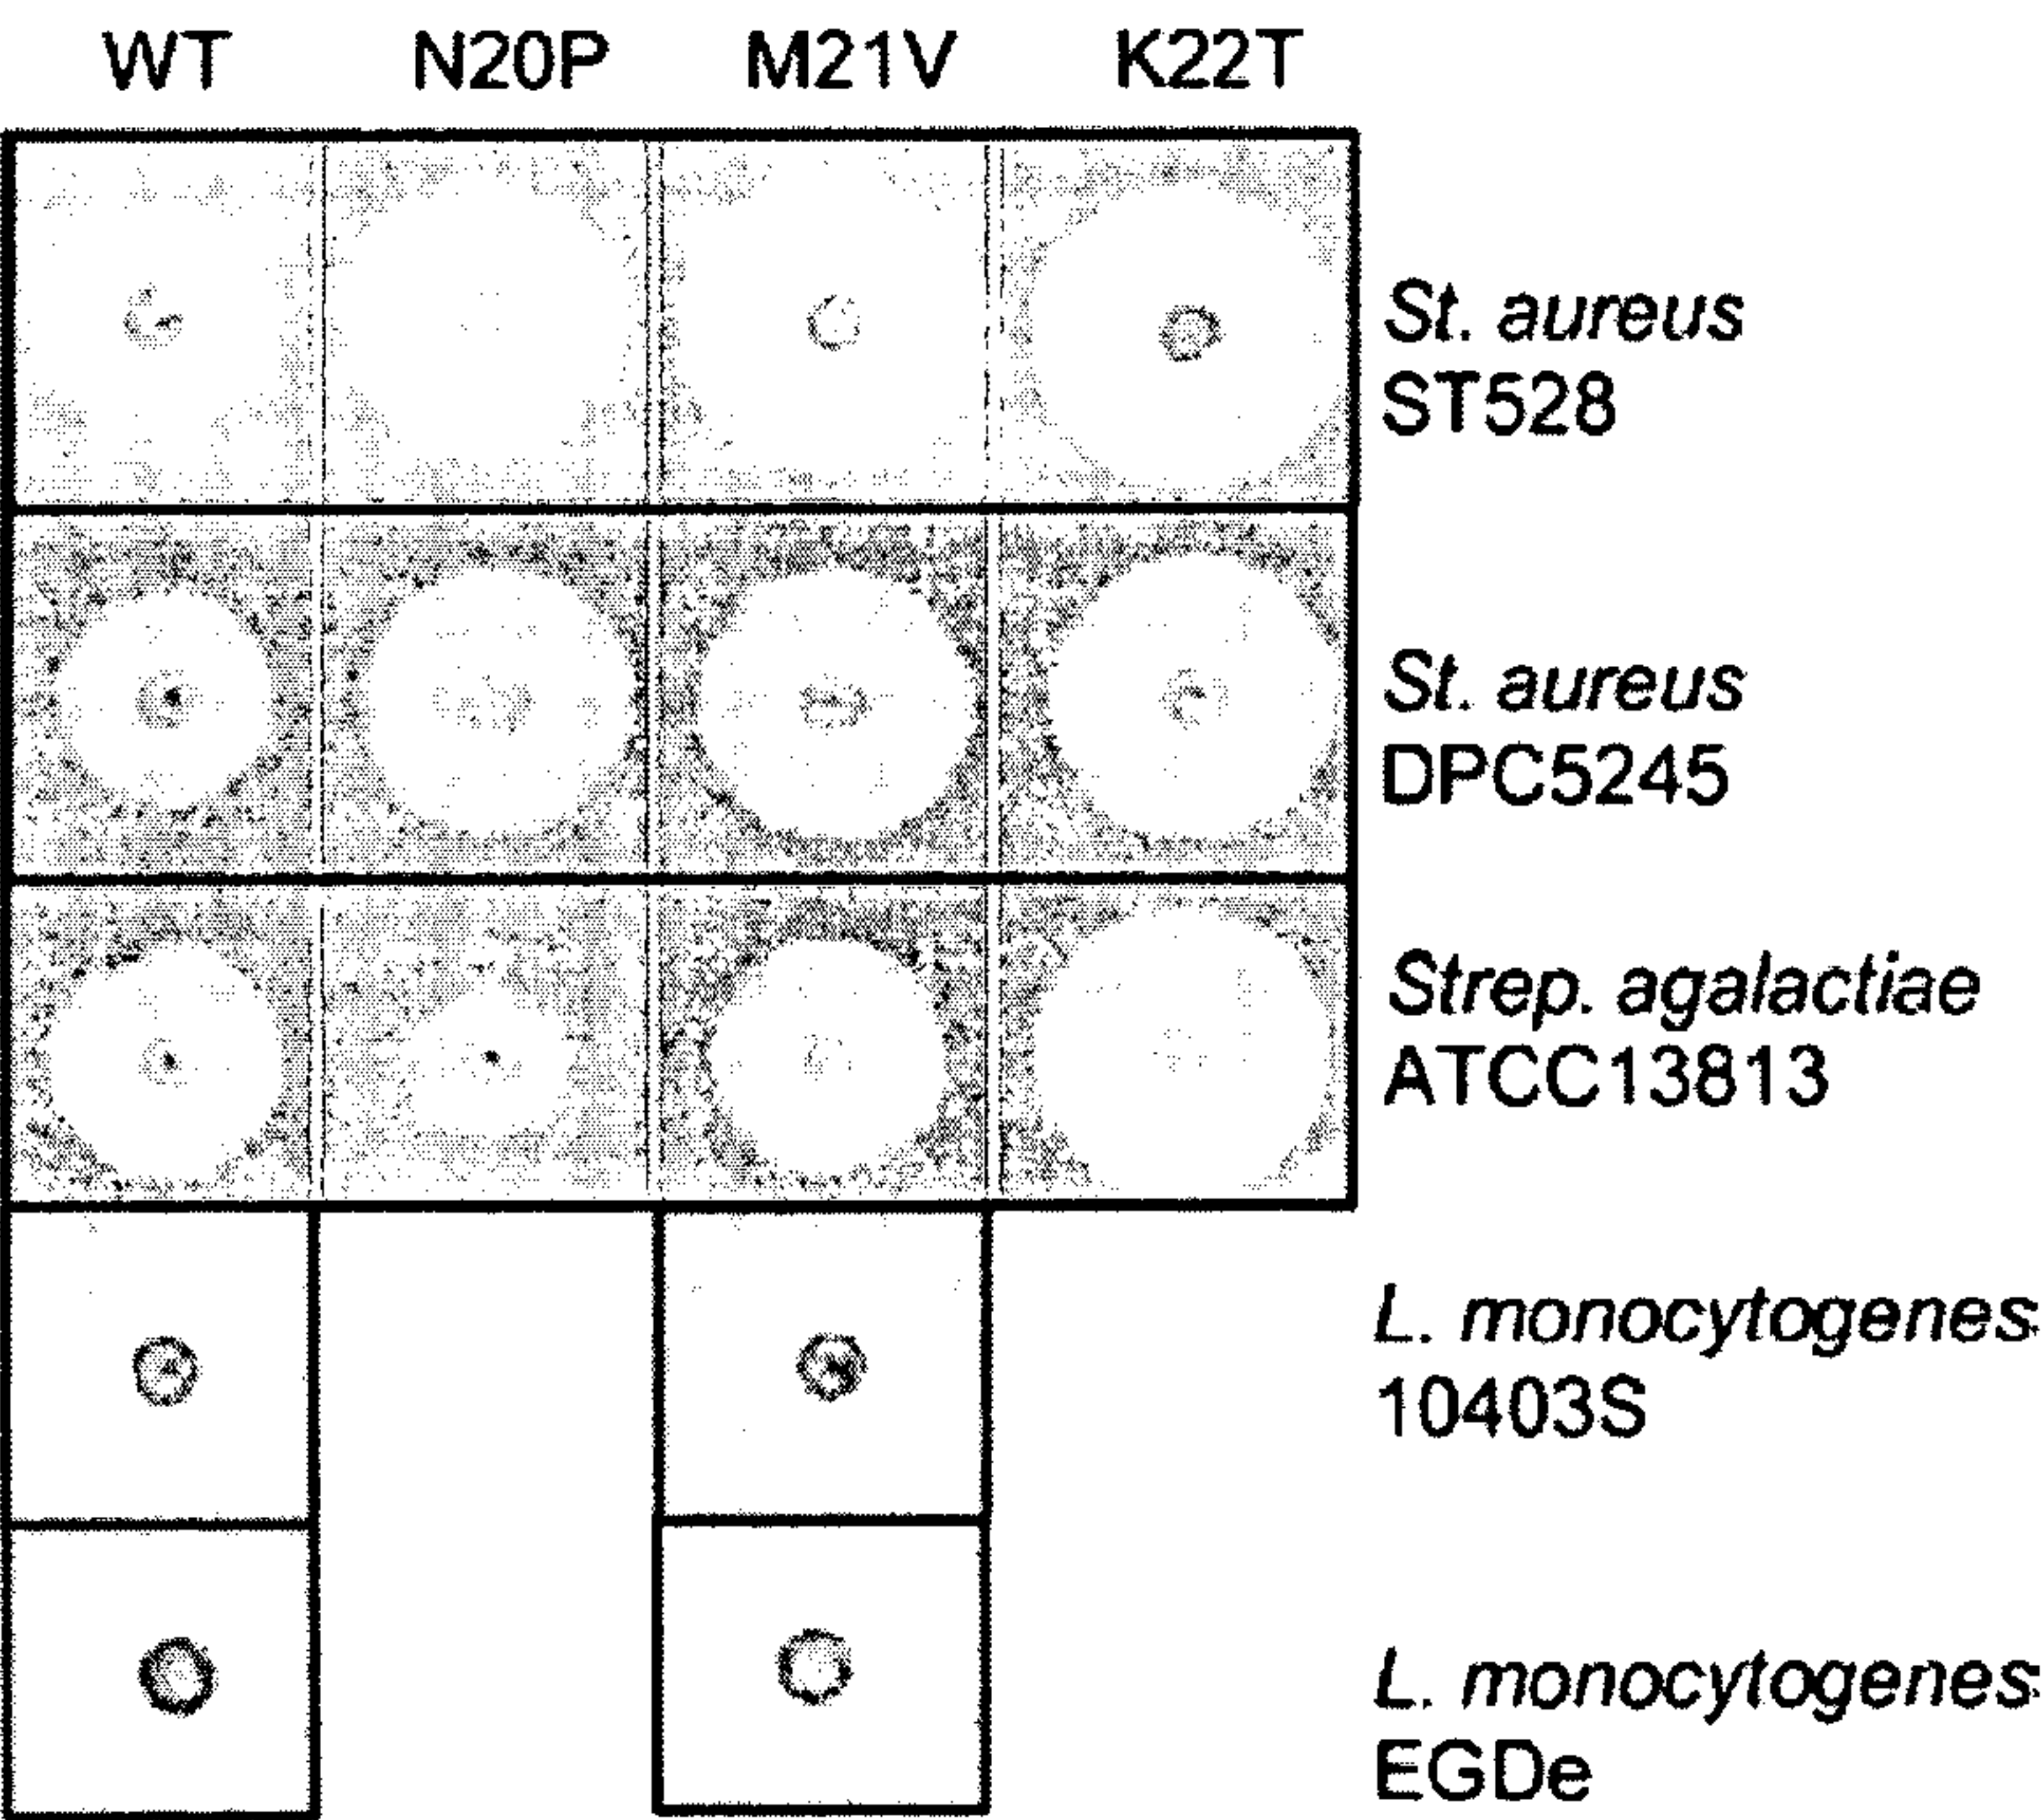 WT N20P M21V K22T
St. aureus
ST528
St. aureus
DPC5245
Strep. agalactiae
ATCC13813
L. monocytogenes
10403S
L. monocytogenes
EGDe